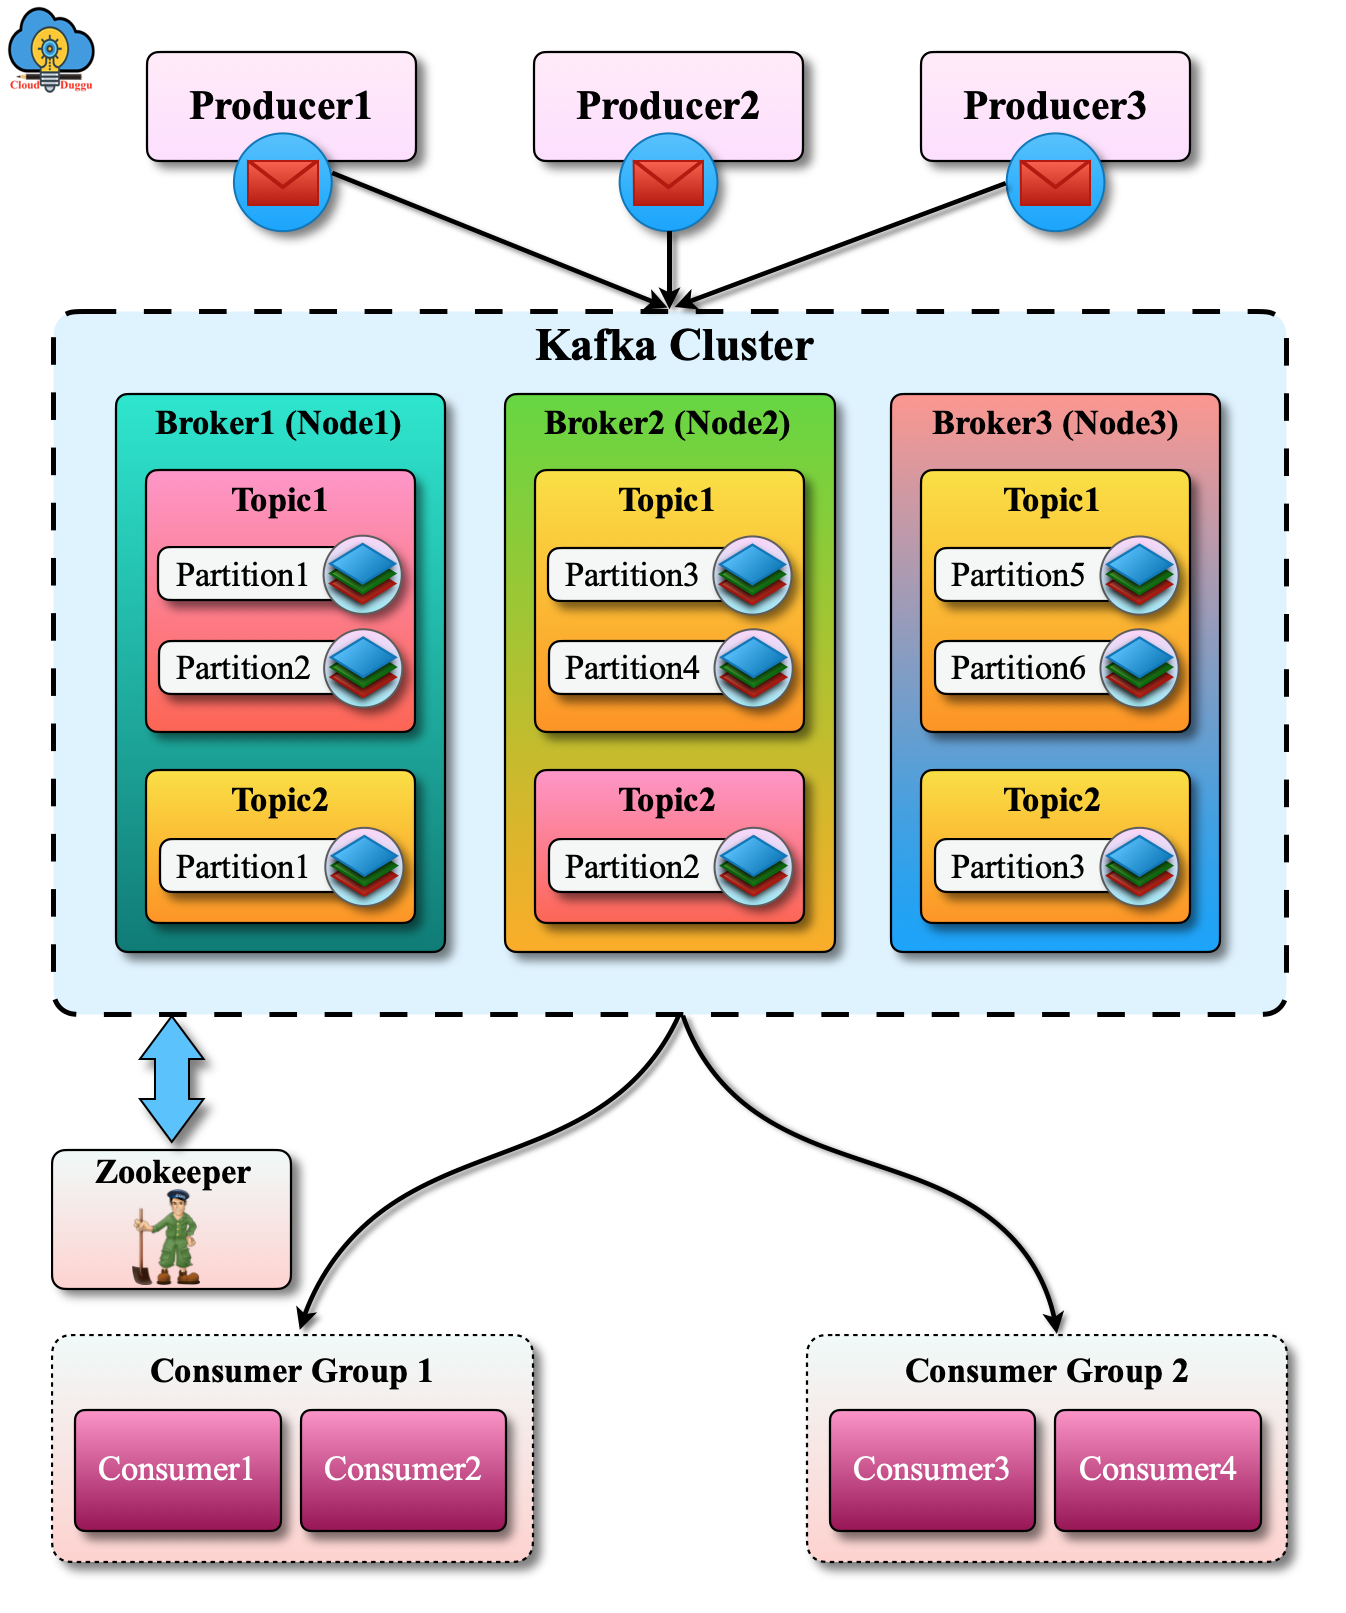 Cloud Duggu
Producer1
Producer2
Producer3
Kafka Cluster
Broker1 (Node1)
Topic1
Partition1
Partition2
Topic2
Partition1
Broker2 (Node2)
Topic1
Partition3
Partition4
Topic2
Partition2
Broker3 (Node3)
Topic1
Partition5
Partition6
Topic2
Partition3
Zookeeper
Consumer Group 1
Consumer1
Consumer2
Consumer Group 2
Consumer3
Consumer4